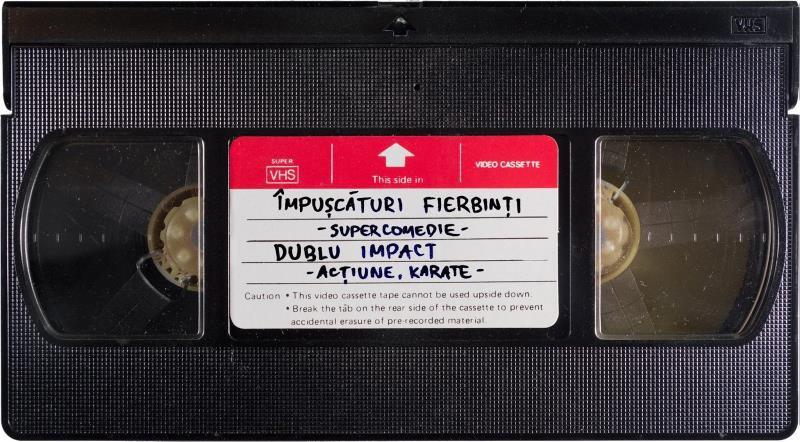 VHS
SUPER
VHS
This side in
VIDEO CASSETTE
ÎMPUȘCĂTURI FIERBINȚI
-SUPERCOMEDIE-
DUBLU IMPACT
-ACȚIUNE, KARATE-
Caution • This video cassette tape cannot be used upside down.
• Break the tab on the rear side of the cassette to prevent
accidental erasure of pre-recorded material.